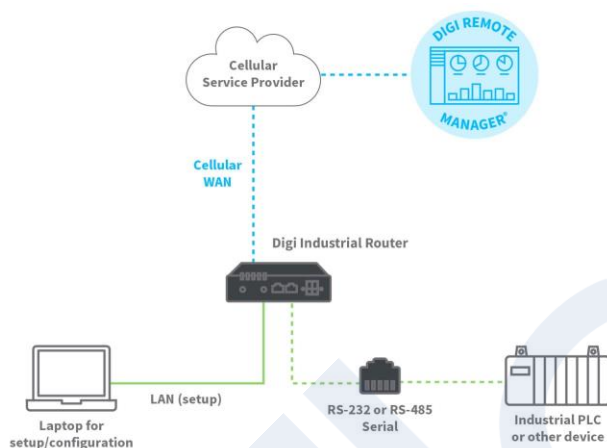 DIGI REMOTE
MANAGER®
Cellular
Service Provider
Cellular
WAN
Digi Industrial Router
LAN (setup)
RS-232 or RS-485
Serial
Laptop for
setup/configuration
Industrial PLC
or other device